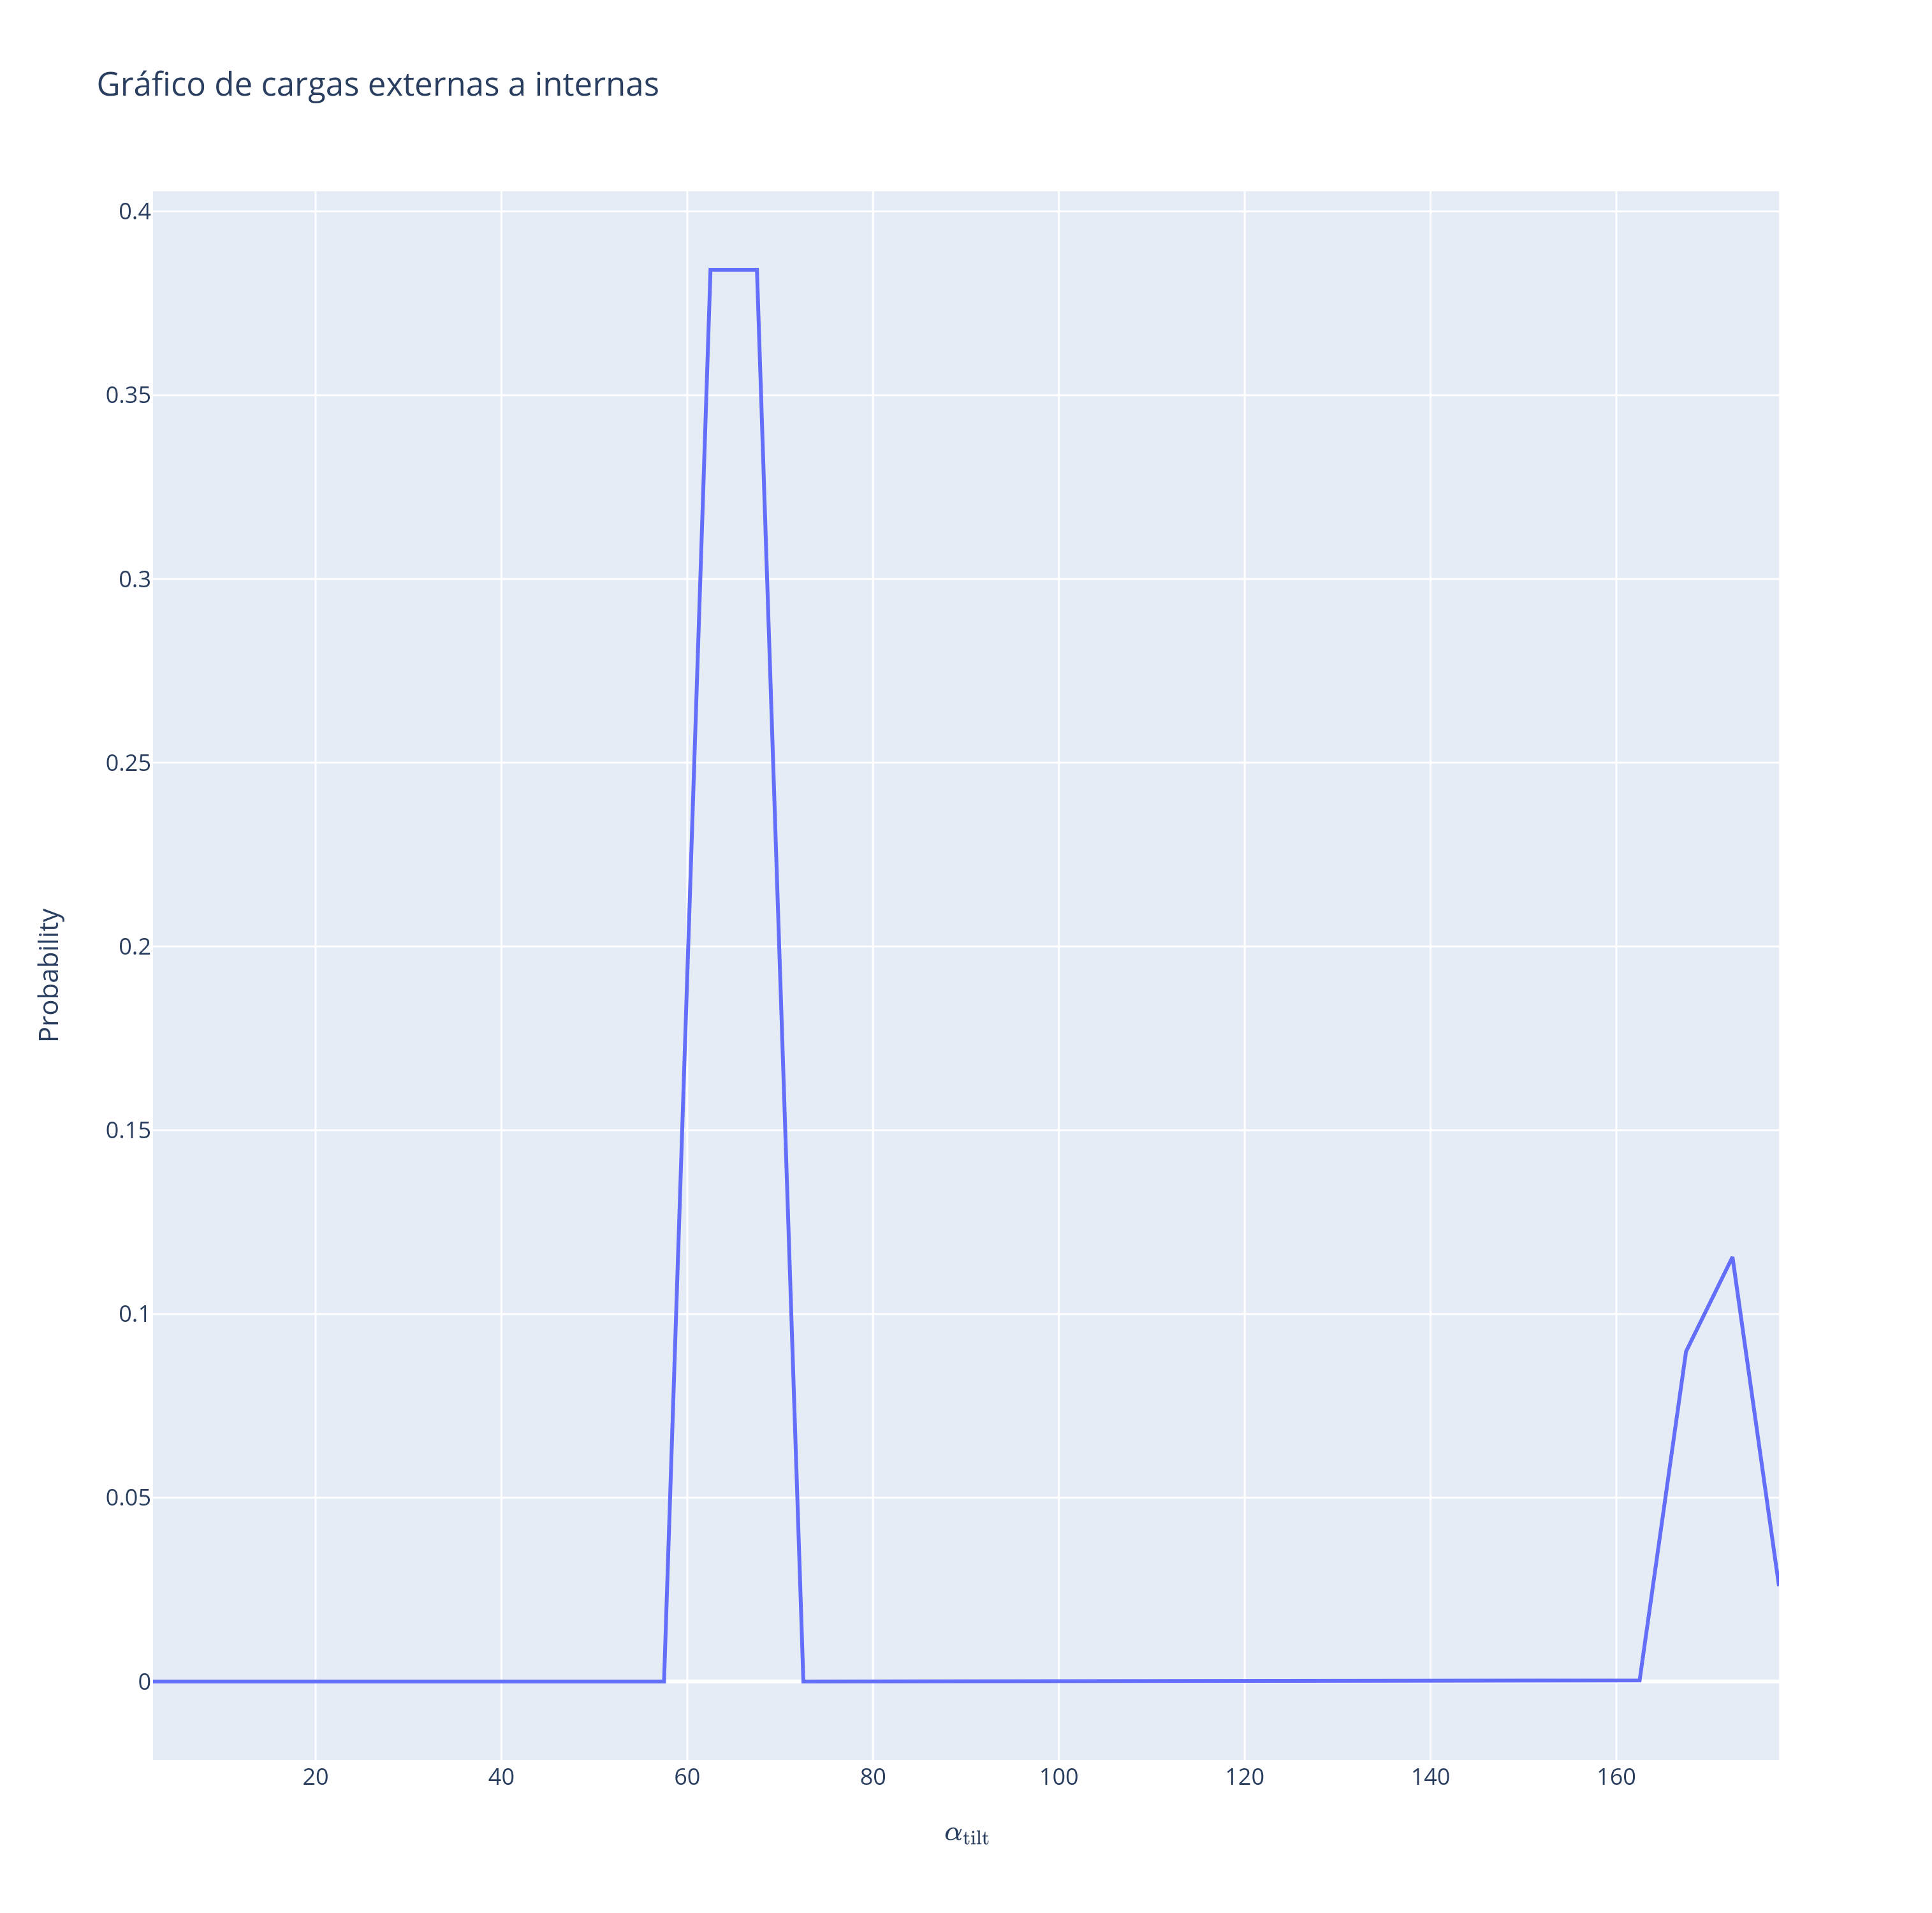 Gráfico de cargas externas a internas
0.4
0.35
0.3
0.25
0.2
0.15
0.1
0.05
0
Probability
20 40 60 80 100 120 140 160
α_tilt